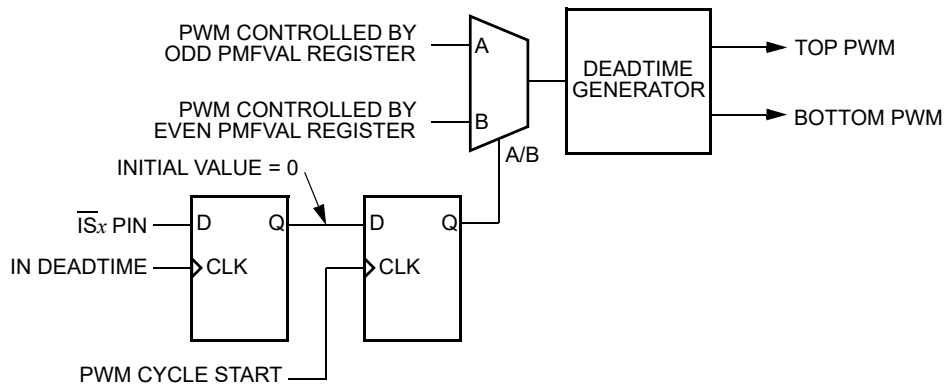 PWM CONTROLLED BY
ODD PMFVAL REGISTER
A
DEADTIME
GENERATOR
TOP PWM
PWM CONTROLLED BY
EVEN PMFVAL REGISTER
B
BOTTOM PWM
A/B
INITIAL VALUE = 0
I̅S̅x PIN
D
Q
D
Q
IN DEADTIME
CLK
CLK
PWM CYCLE START